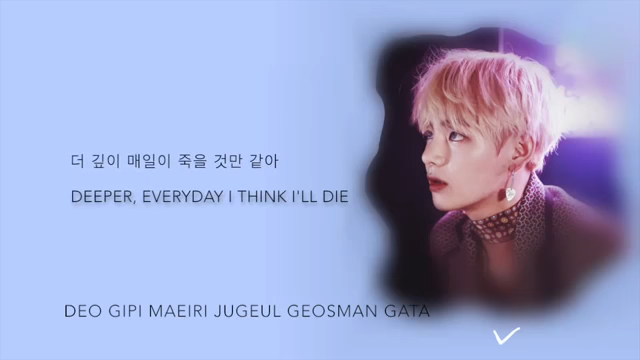 더 깊이 매일이 죽을 것만 같아
DEEPER, EVERYDAY I THINK I'LL DIE
DEO GIPI MAEIRI JUGEUL GEOSMAN GATA